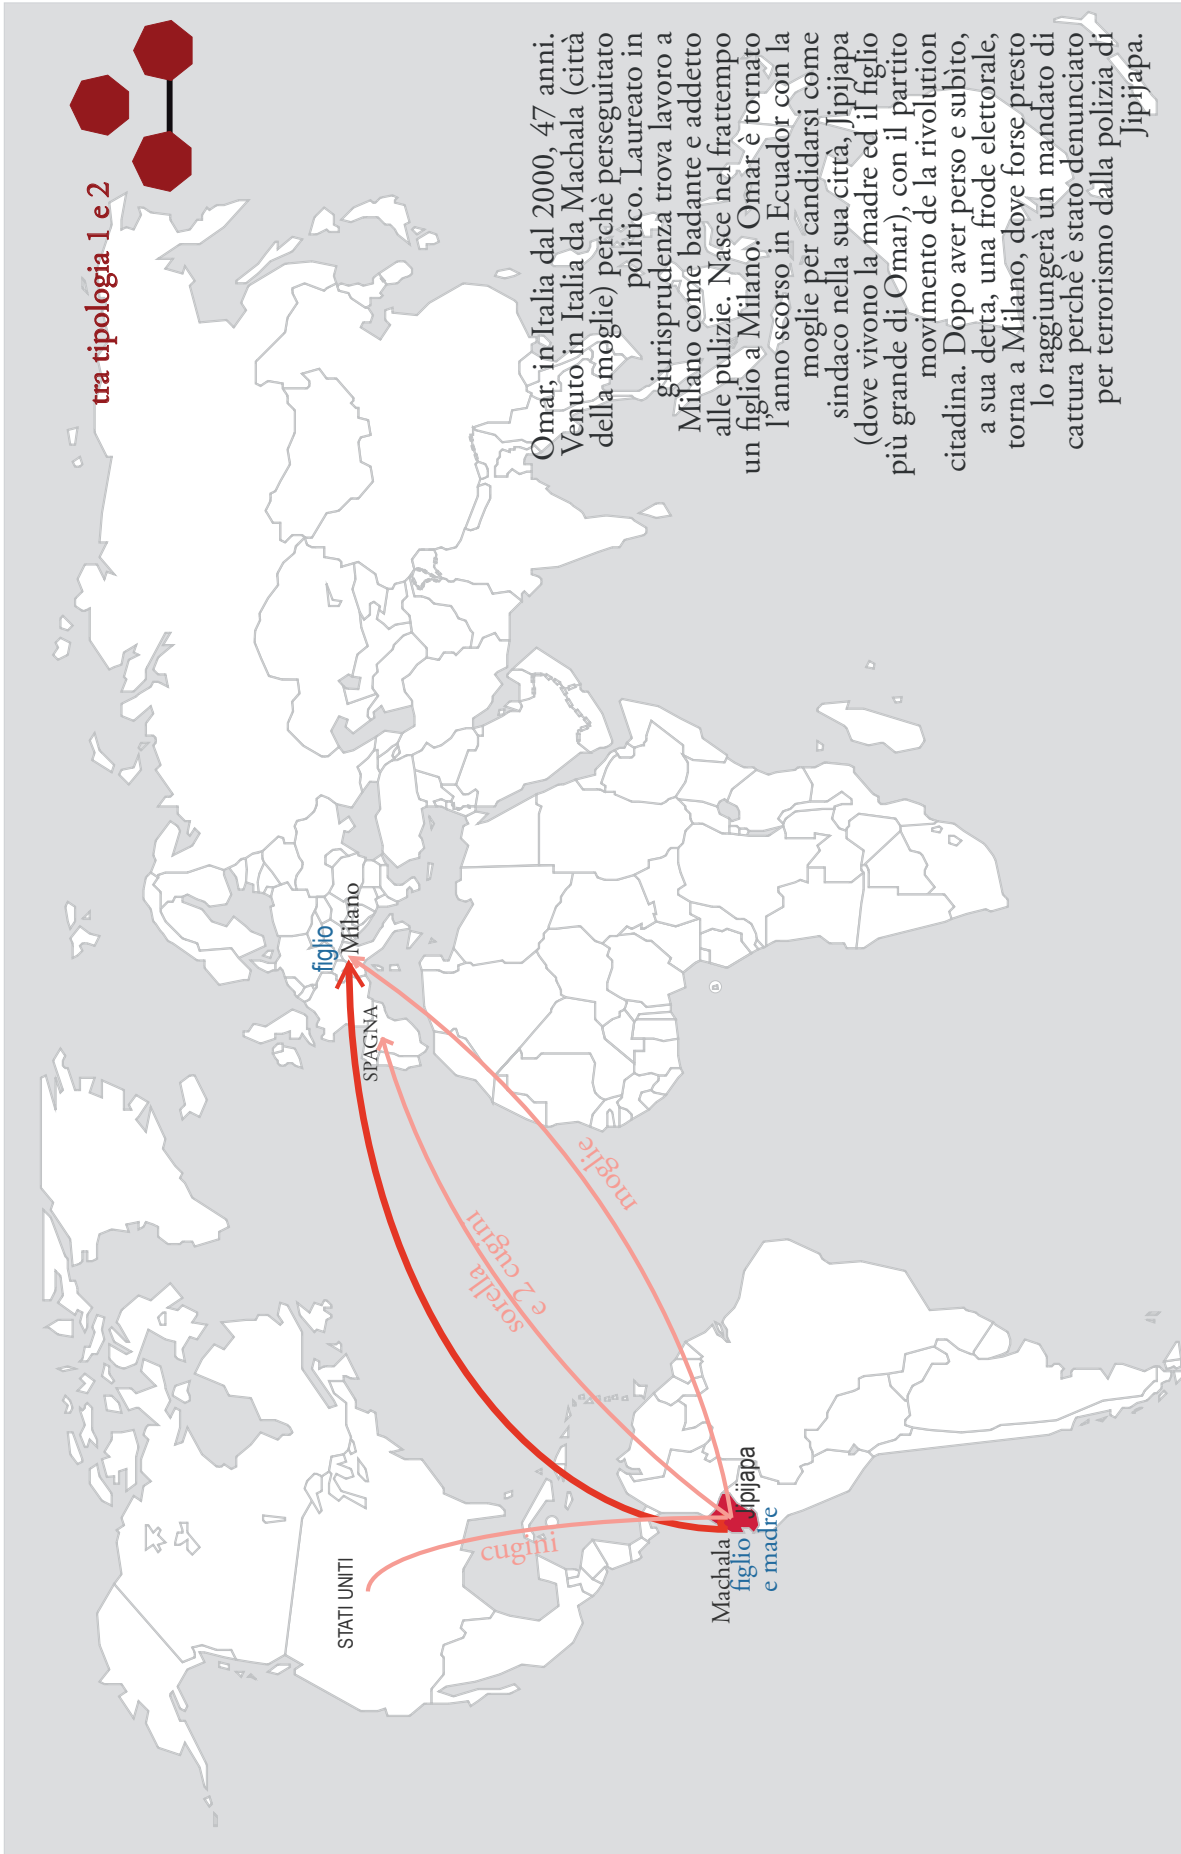 tra tipologia 1 e 2
Omar, in Italia dal 2000, 47 anni.
Venuto in Italia da Machala (città
della moglie) perchè perseguitato
politico. Laureato in
giurisprudenza trova lavoro a
Milano come badante e addetto
alle pulizie. Nasce nel frattempo
un figlio a Milano. Omar è tornato
l'anno scorso in Ecuador con la
moglie per candidarsi come
sindaco nella sua città, Jipijapa
(dove vivono la madre ed il figlio
più grande di Omar), con il partito
movimento de la rivolution
citadina. Dopo aver perso e subìto,
a sua detta, una frode elettorale,
torna a Milano, dove forse presto
lo raggiungerà un mandato di
cattura perchè è stato denunciato
per terrorismo dalla polizia di
Jipijapa.
figlio
Milano
SPAGNA
moglie
sorella
e 2 cugini
cugini
STATI UNITI
Machala
Jipijapa
figlio
e madre